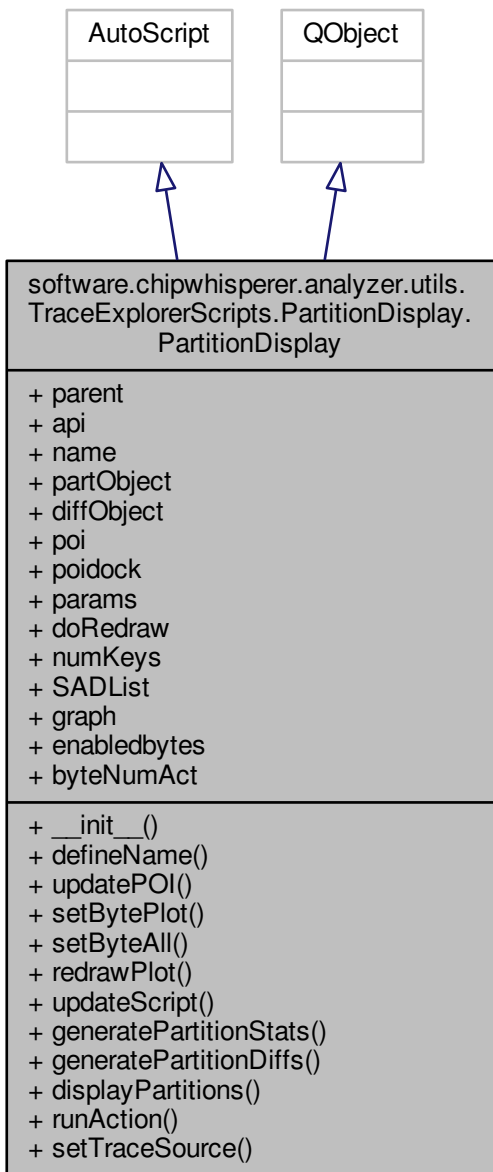 AutoScript
QObject
software.chipwhisperer.analyzer.utils.
TraceExplorerScripts.PartitionDisplay.
PartitionDisplay
+ parent
+ api
+ name
+ partObject
+ diffObject
+ poi
+ poidock
+ params
+ doRedraw
+ numKeys
+ SADList
+ graph
+ enabledbytes
+ byteNumAct
+ __init__()
+ defineName()
+ updatePOI()
+ setBytePlot()
+ setByteAll()
+ redrawPlot()
+ updateScript()
+ generatePartitionStats()
+ generatePartitionDiffs()
+ displayPartitions()
+ runAction()
+ setTraceSource()